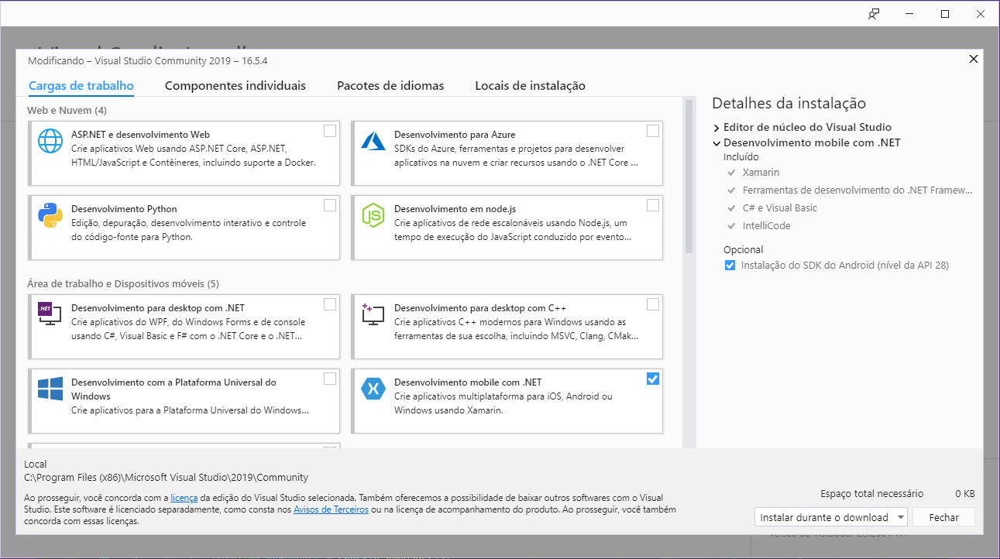 Modificando – Visual Studio Community 2019 – 16.5.4
Cargas de trabalho
Componentes individuais
Pacotes de idiomas
Locais de instalação
Web e Nuvem (4)
ASP.NET e desenvolvimento Web
Crie aplicativos Web usando ASP.NET Core, ASP.NET,
HTML/JavaScript e Contêineres, incluindo suporte a Docker.
Desenvolvimento para Azure
SDKs do Azure, ferramentas e projetos para desenvolver
aplicativos na nuvem e criar recursos usando o .NET Core ...
Desenvolvimento Python
Edição, depuração, desenvolvimento interativo e controle
do código-fonte para Python.
JS
Desenvolvimento em node.js
Crie aplicativos de rede escalonáveis usando Node.js, um
tempo de execução do JavaScript conduzido por evento...
Área de trabalho e Dispositivos móveis (5)
.NET
Desenvolvimento para desktop com .NET
Crie aplicativos do WPF, do Windows Forms e de console
usando C#, Visual Basic e F# com o .NET Core e o .NET...
Desenvolvimento para desktop com C++
Crie aplicativos C++ modernos para Windows usando as
ferramentas de sua escolha, incluindo MSVC, Clang, CMak...
Desenvolvimento com a Plataforma Universal do
Windows
Crie aplicativos para a Plataforma Universal do Windows...
Desenvolvimento mobile com .NET
Crie aplicativos multiplataforma para iOS, Android ou
Windows usando Xamarin.
Detalhes da instalação
Editor de núcleo do Visual Studio
Desenvolvimento mobile com .NET
Incluído
Xamarin
Ferramentas de desenvolvimento do .NET Framew...
C# e Visual Basic
IntelliCode
Opcional
Instalação do SDK do Android (nível da API 28)
Local
C:\Program Files (x86)\Microsoft Visual Studio\2019\Community
Ao prosseguir, você concorda com a licença da edição do Visual Studio selecionada. Também oferecemos a possibilidade de baixar outros softwares com o Visual
Studio. Este software é licenciado separadamente, como consta nos Avisos de Terceiros ou na licença de acompanhamento do produto. Ao prosseguir, você também
concorda com essas licenças.
Espaço total necessário 0 KB
Instalar durante o download
Fechar